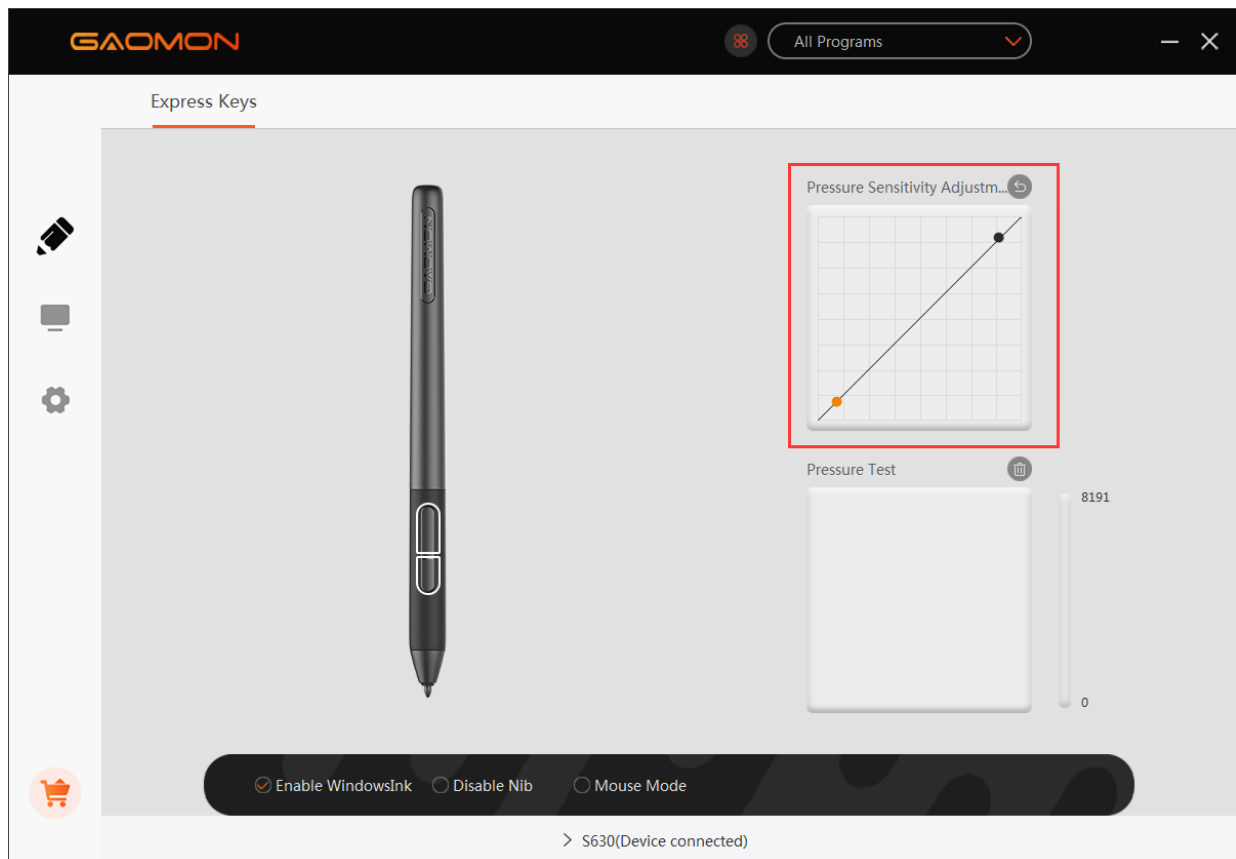 GAOMON
All Programs
Express Keys
Pressure Sensitivity Adjustm...
GAOMON
Pressure Test
8191
0
Enable WindowsInk
Disable Nib
Mouse Mode
S630(Device connected)